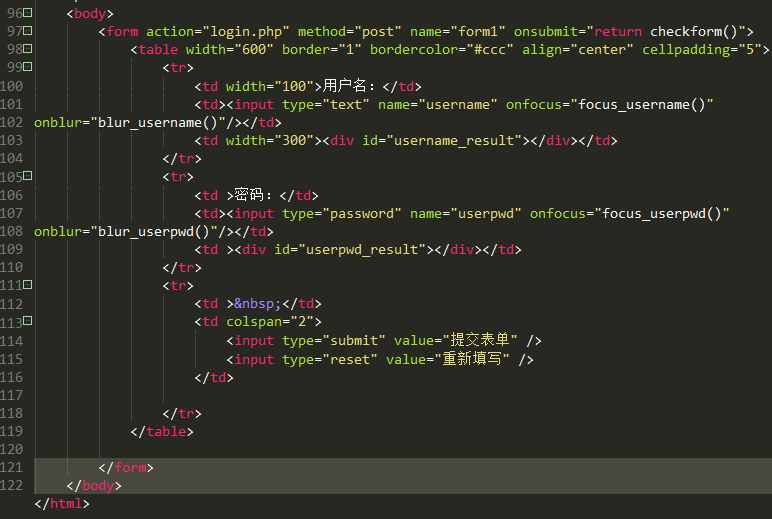 96 <body>
97 <form action="login.php" method="post" name="form1" onsubmit="return checkform()">
98 <table width="600" border="1" bordercolor="#ccc" align="center" cellpadding="5">
99 <tr>
100 <td width="100">用户名：</td>
101 <td><input type="text" name="username" onfocus="focus_username()"
102 onblur="blur_username()"/></td>
103 <td width="300"><div id="username_result"></div></td>
104 </tr>
105 <tr>
106 <td >密码：</td>
107 <td><input type="password" name="userpwd" onfocus="focus_userpwd()"
108 onblur="blur_userpwd()"/></td>
109 <td ><div id="userpwd_result"></div></td>
110 </tr>
111 <tr>
112 <td >&nbsp;</td>
113 <td colspan="2">
114 <input type="submit" value="提交表单" />
115 <input type="reset" value="重新填写" />
116 </td>
117
118 </tr>
119 </table>
120
121 </form>
122 </body>
</html>